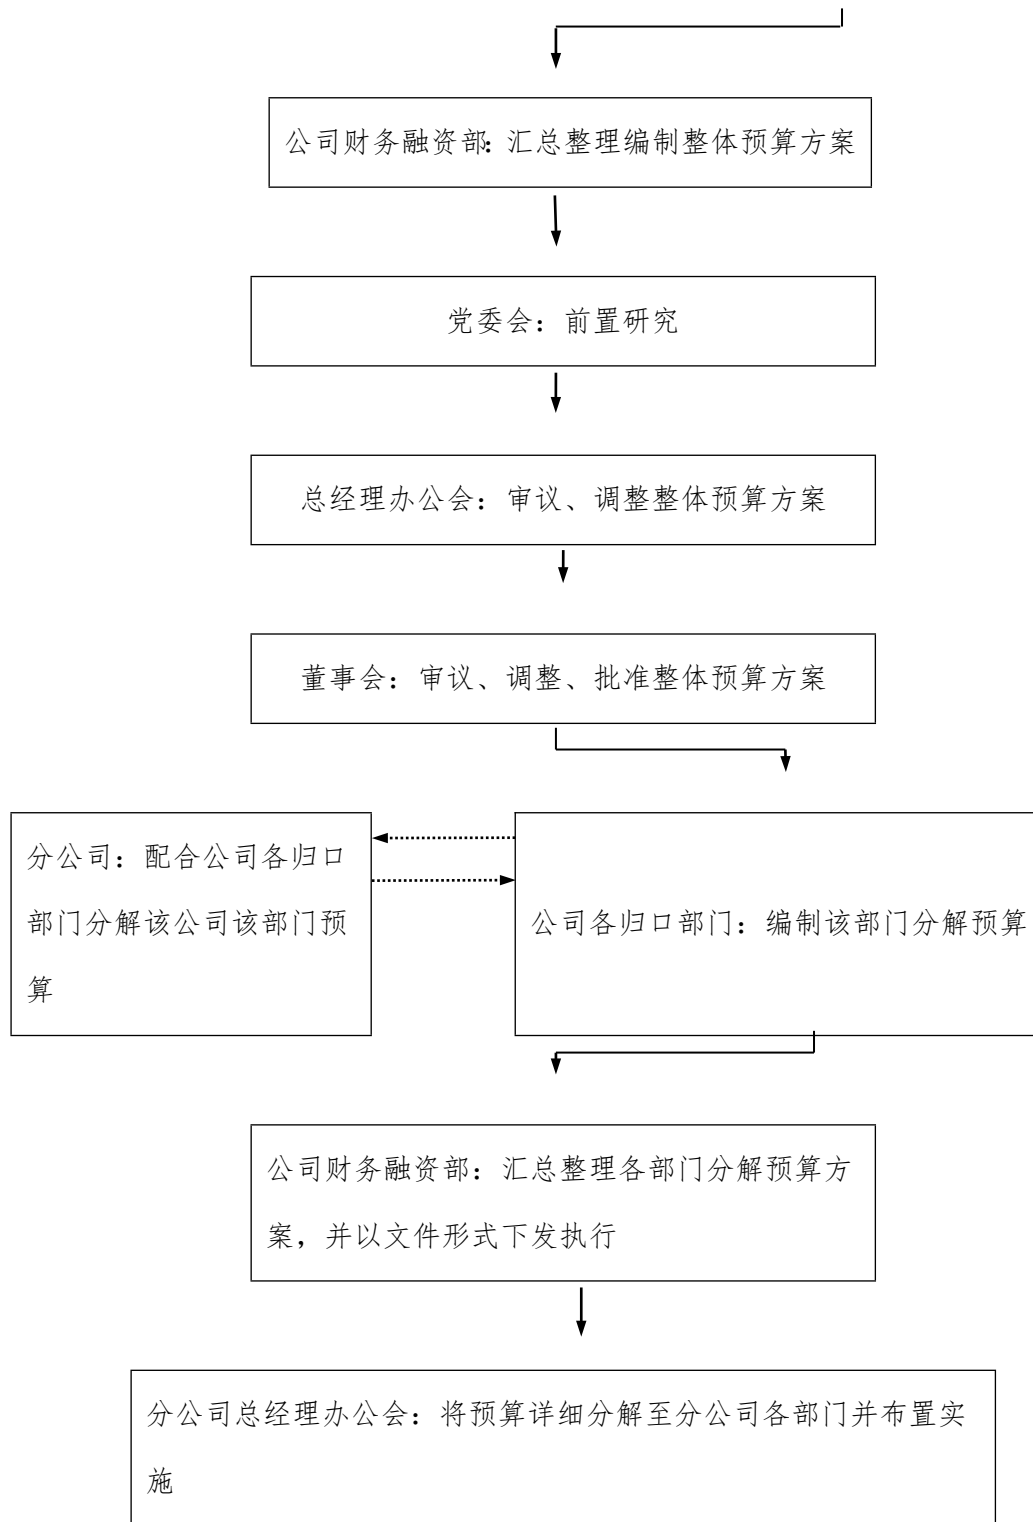 公司财务融资部：汇总整理编制整体预算方案
党委会：前置研究
总经理办公会：审议、调整整体预算方案
董事会：审议、调整、批准整体预算方案
分公司：配合公司各归口
部门分解该公司该部门预
算
公司各归口部门：编制该部门分解预算
公司财务融资部：汇总整理各部门分解预算方
案，并以文件形式下发执行
分公司总经理办公会：将预算详细分解至分公司各部门并布置实
施